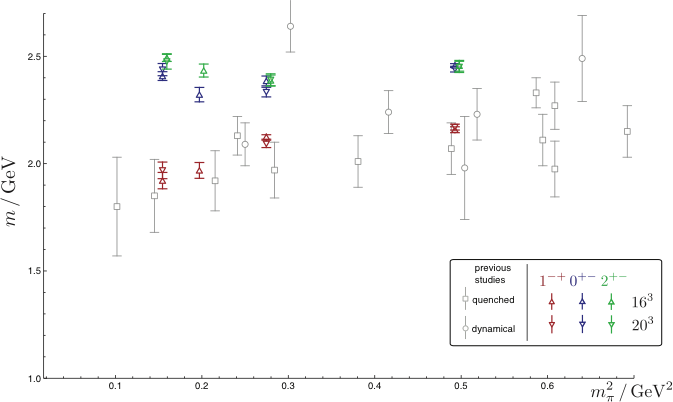 2.5
2.0
1.5
1.0
m / GeV
0.1 0.2 0.3 0.4 0.5 0.6
m_π^2 / GeV^2
previous
studies
1^{−+} 0^{+−} 2^{+−}
quenched
16^3
dynamical
20^3